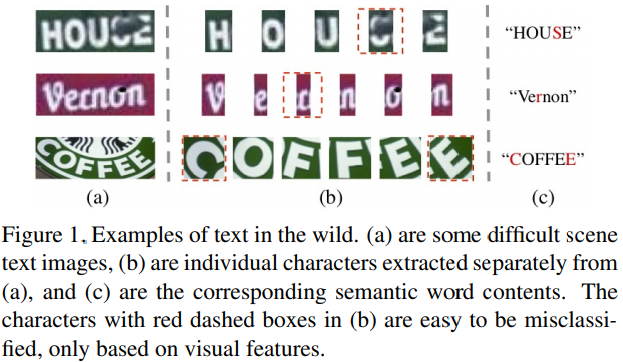 HOUSE H O U S E "HOUSE"
Vernon V e r n o n "Vernon"
COFFEE C O F F E E "COFFEE"
(a) (b) (c)
Figure 1. Examples of text in the wild. (a) are some difficult scene
text images, (b) are individual characters extracted separately from
(a), and (c) are the corresponding semantic word contents. The
characters with red dashed boxes in (b) are easy to be misclassi-
fied, only based on visual features.